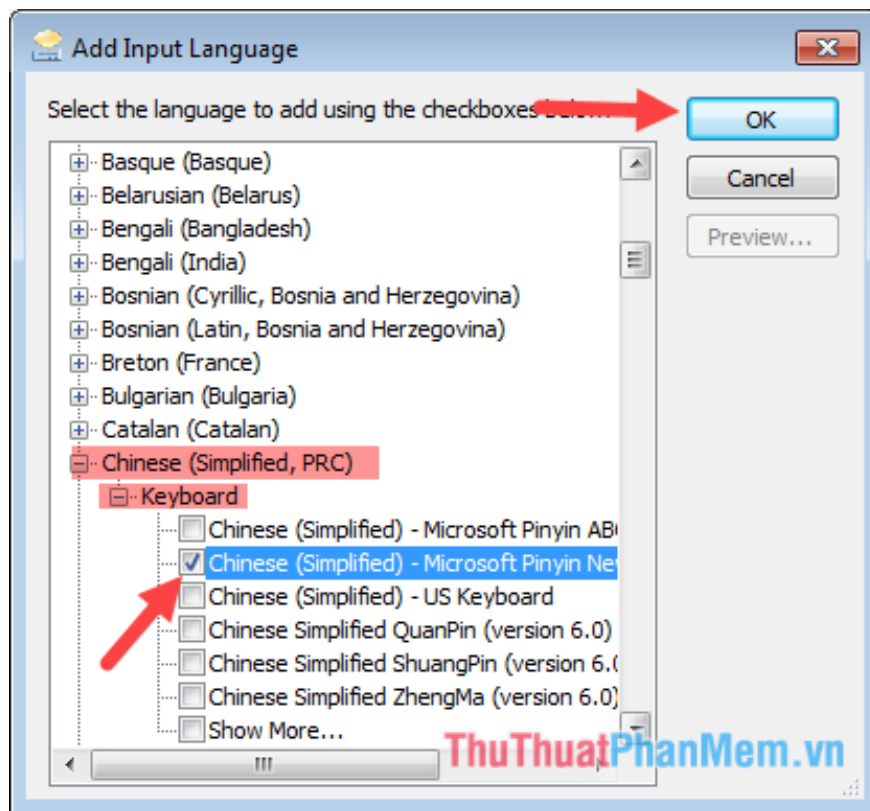 Add Input Language
Select the language to add using the checkboxes
OK
Cancel
Preview...
Basque (Basque)
Belarusian (Belarus)
Bengali (Bangladesh)
Bengali (India)
Bosnian (Cyrillic, Bosnia and Herzegovina)
Bosnian (Latin, Bosnia and Herzegovina)
Breton (France)
Bulgarian (Bulgaria)
Catalan (Catalan)
Chinese (Simplified, PRC)
Keyboard
Chinese (Simplified) - Microsoft Pinyin AB
Chinese (Simplified) - Microsoft Pinyin Ne
Chinese (Simplified) - US Keyboard
Chinese Simplified QuanPin (version 6.0)
Chinese Simplified ShuangPin (version 6.
Chinese Simplified ZhengMa (version 6.0)
Show More...
ThuThuatPhanMem.vn